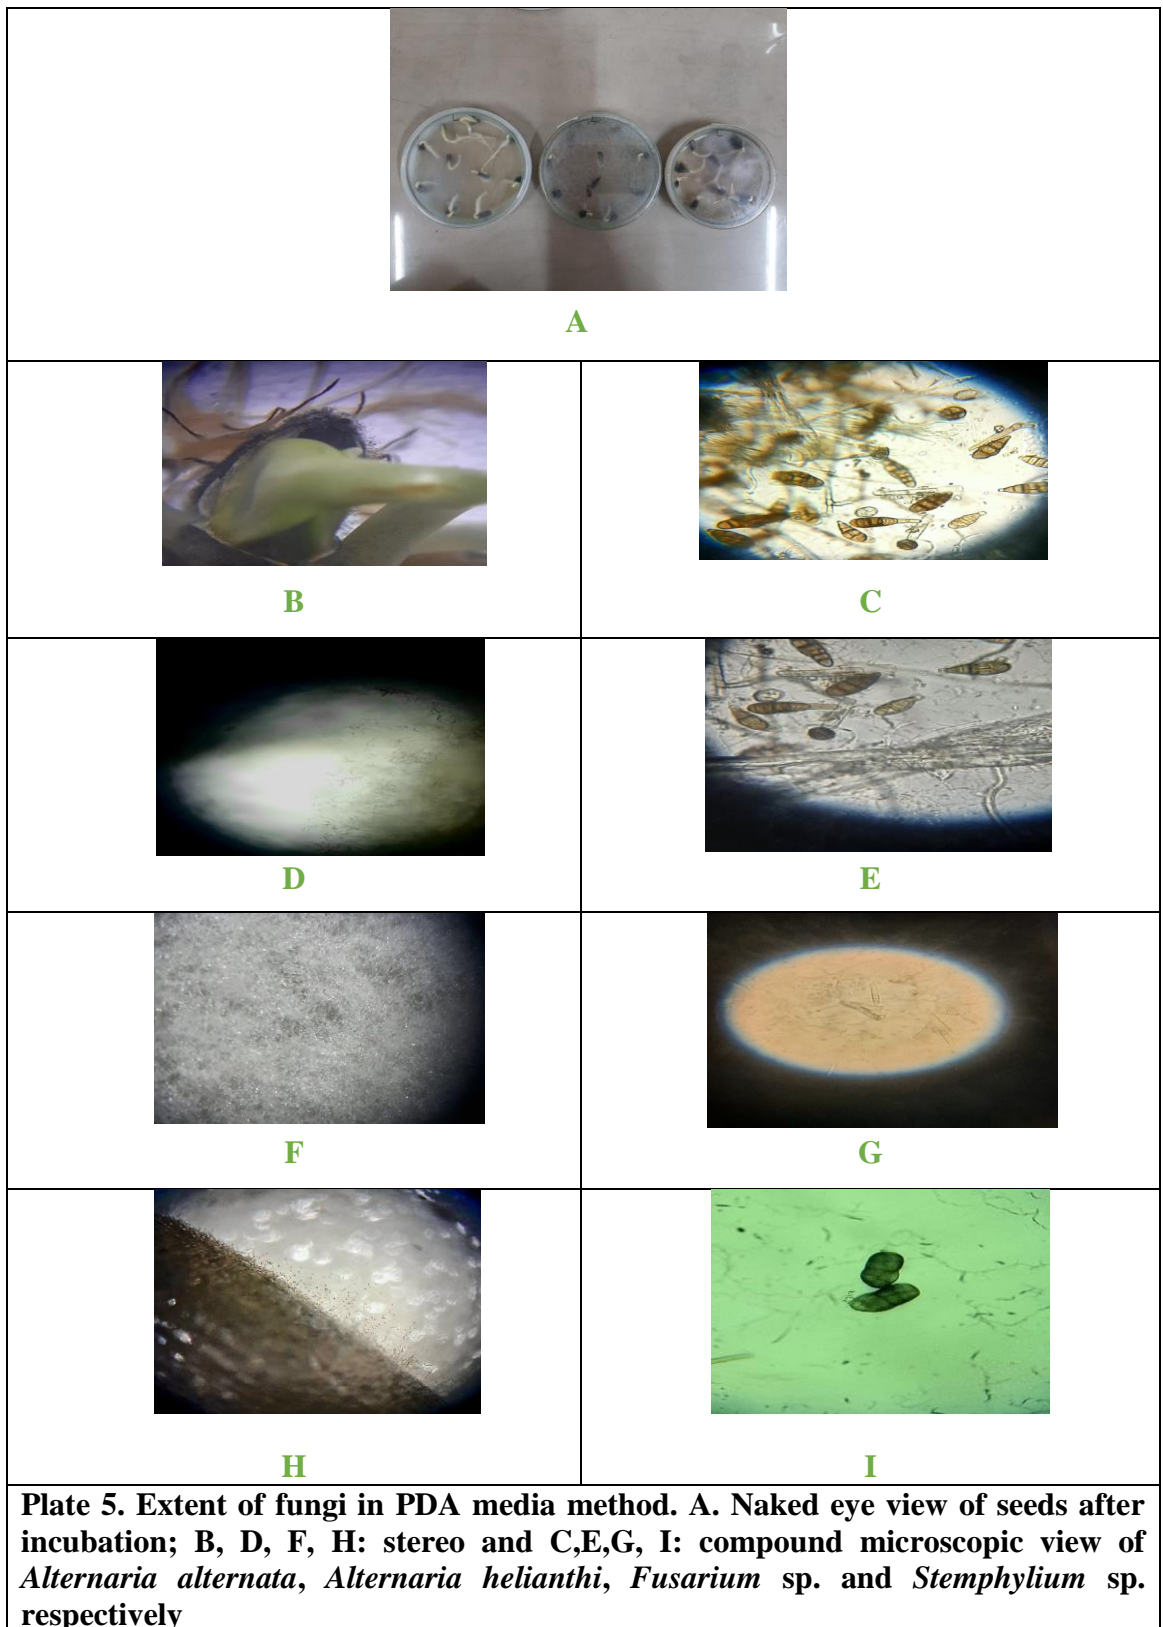 A
B
C
D
E
F
G
H
I
Plate 5. Extent of fungi in PDA media method. A. Naked eye view of seeds after
incubation; B, D, F, H: stereo and C,E,G, I: compound microscopic view of
Alternaria alternata, Alternaria helianthi, Fusarium sp. and Stemphylium sp.
respectively